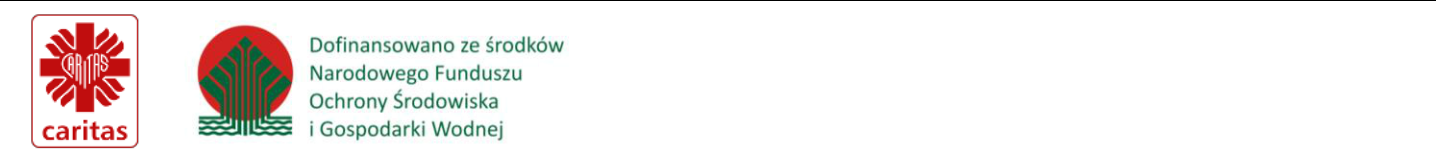 CARITAS
caritas
Dofinansowano ze środków
Narodowego Funduszu
Ochrony Środowiska
i Gospodarki Wodnej